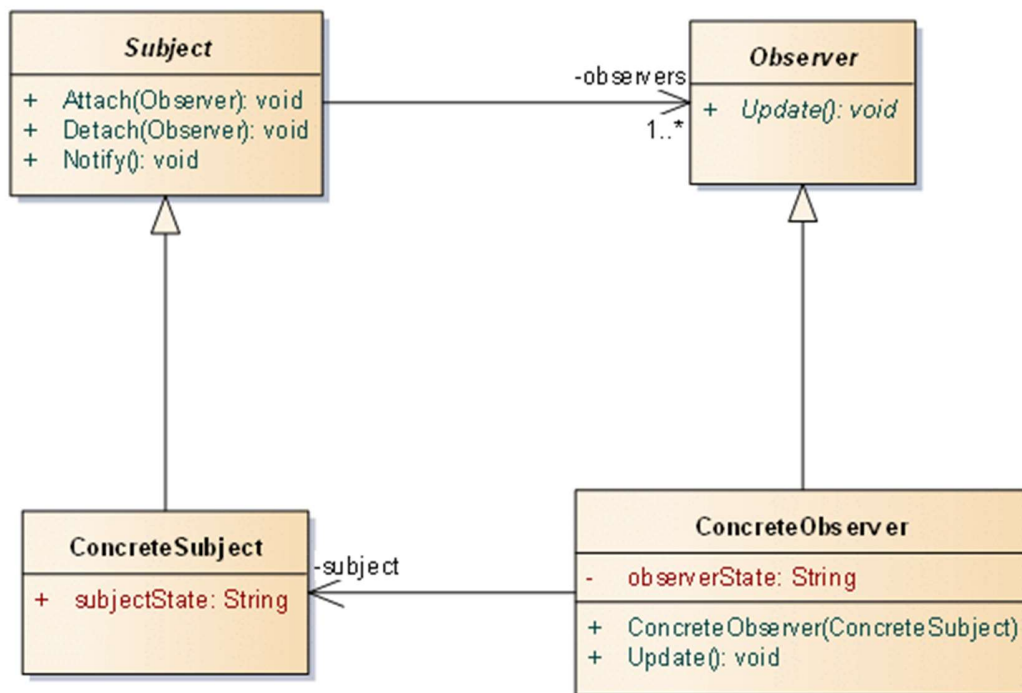 Subject
+ Attach(Observer): void
+ Detach(Observer): void
+ Notify(): void
-observers
1..*
Observer
+ Update(): void
ConcreteSubject
+ subjectState: String
-subject
ConcreteObserver
- observerState: String
+ ConcreteObserver(ConcreteSubject)
+ Update(): void